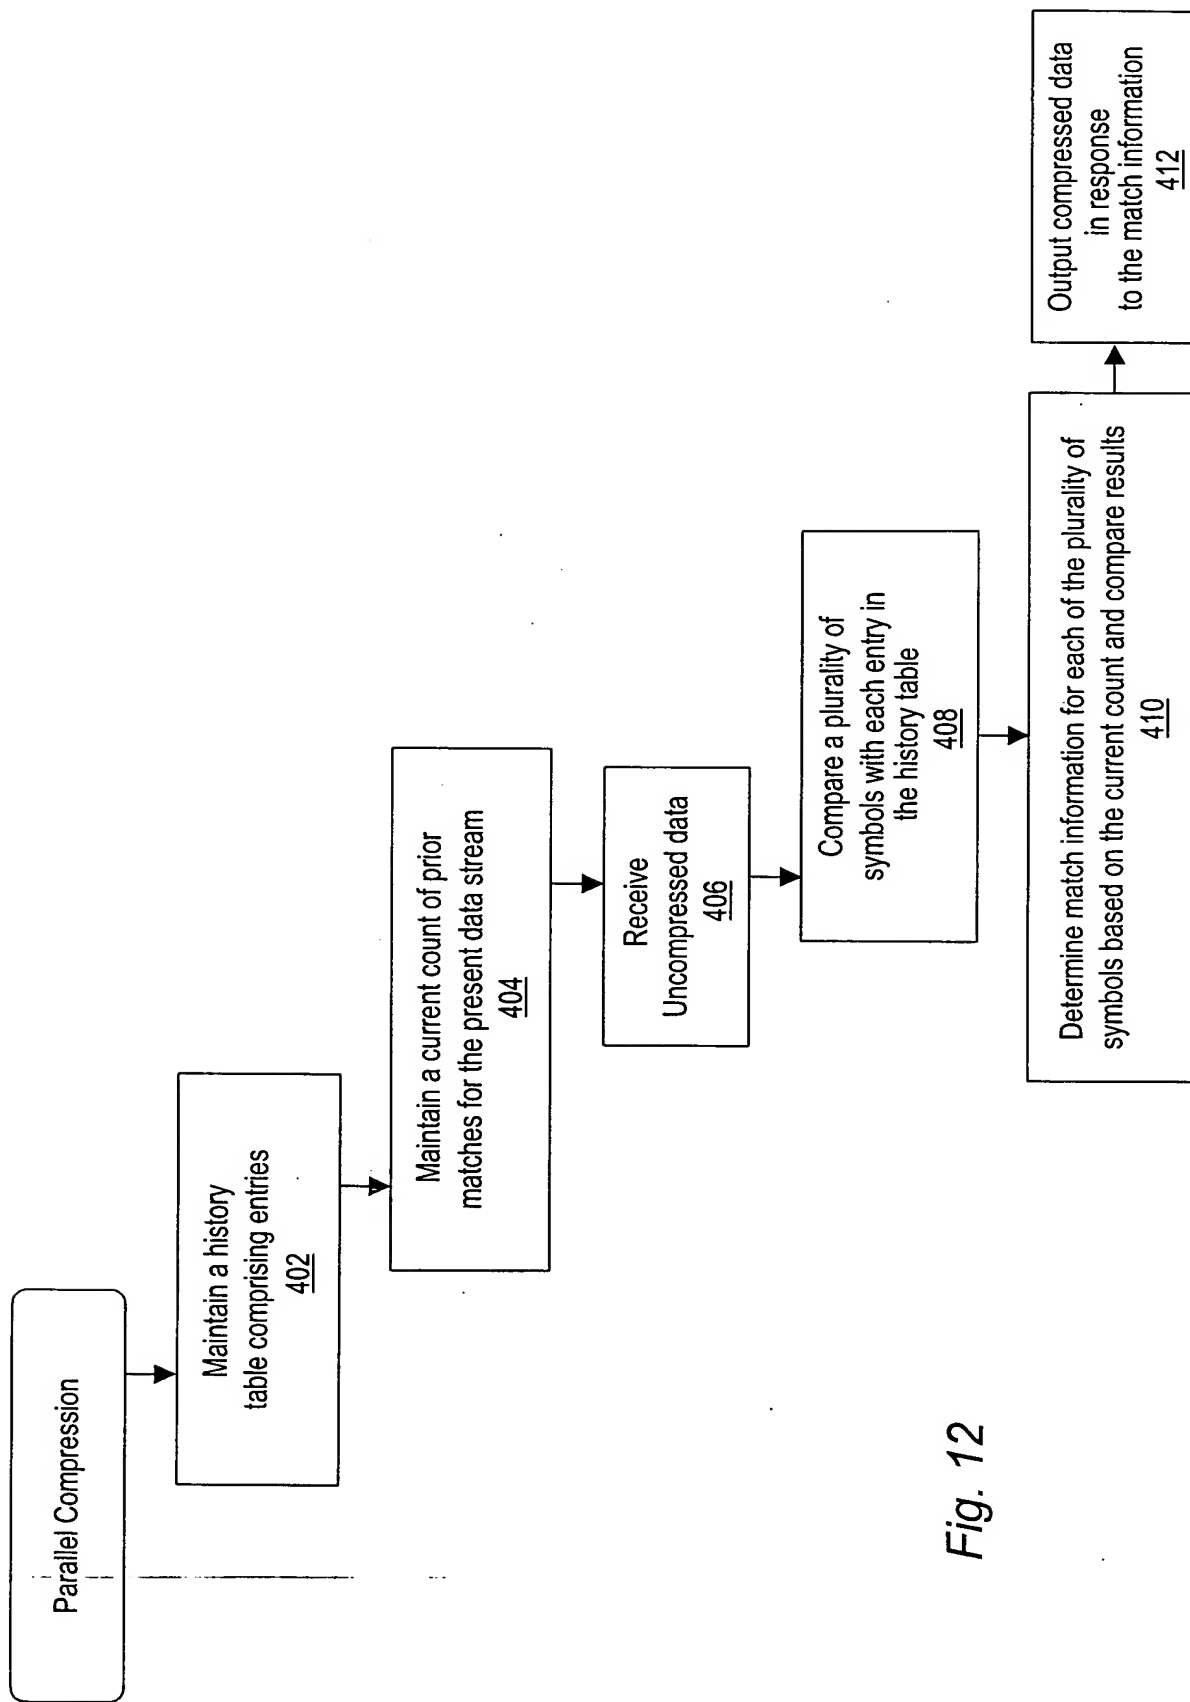 Parallel Compression
Maintain a history
table comprising entries
402
Maintain a current count of prior
matches for the present data stream
404
Receive
Uncompressed data
406
Compare a plurality of
symbols with each entry in
the history table
408
Determine match information for each of the plurality of
symbols based on the current count and compare results
410
Output compressed data
in response
to the match information
412
Fig. 12